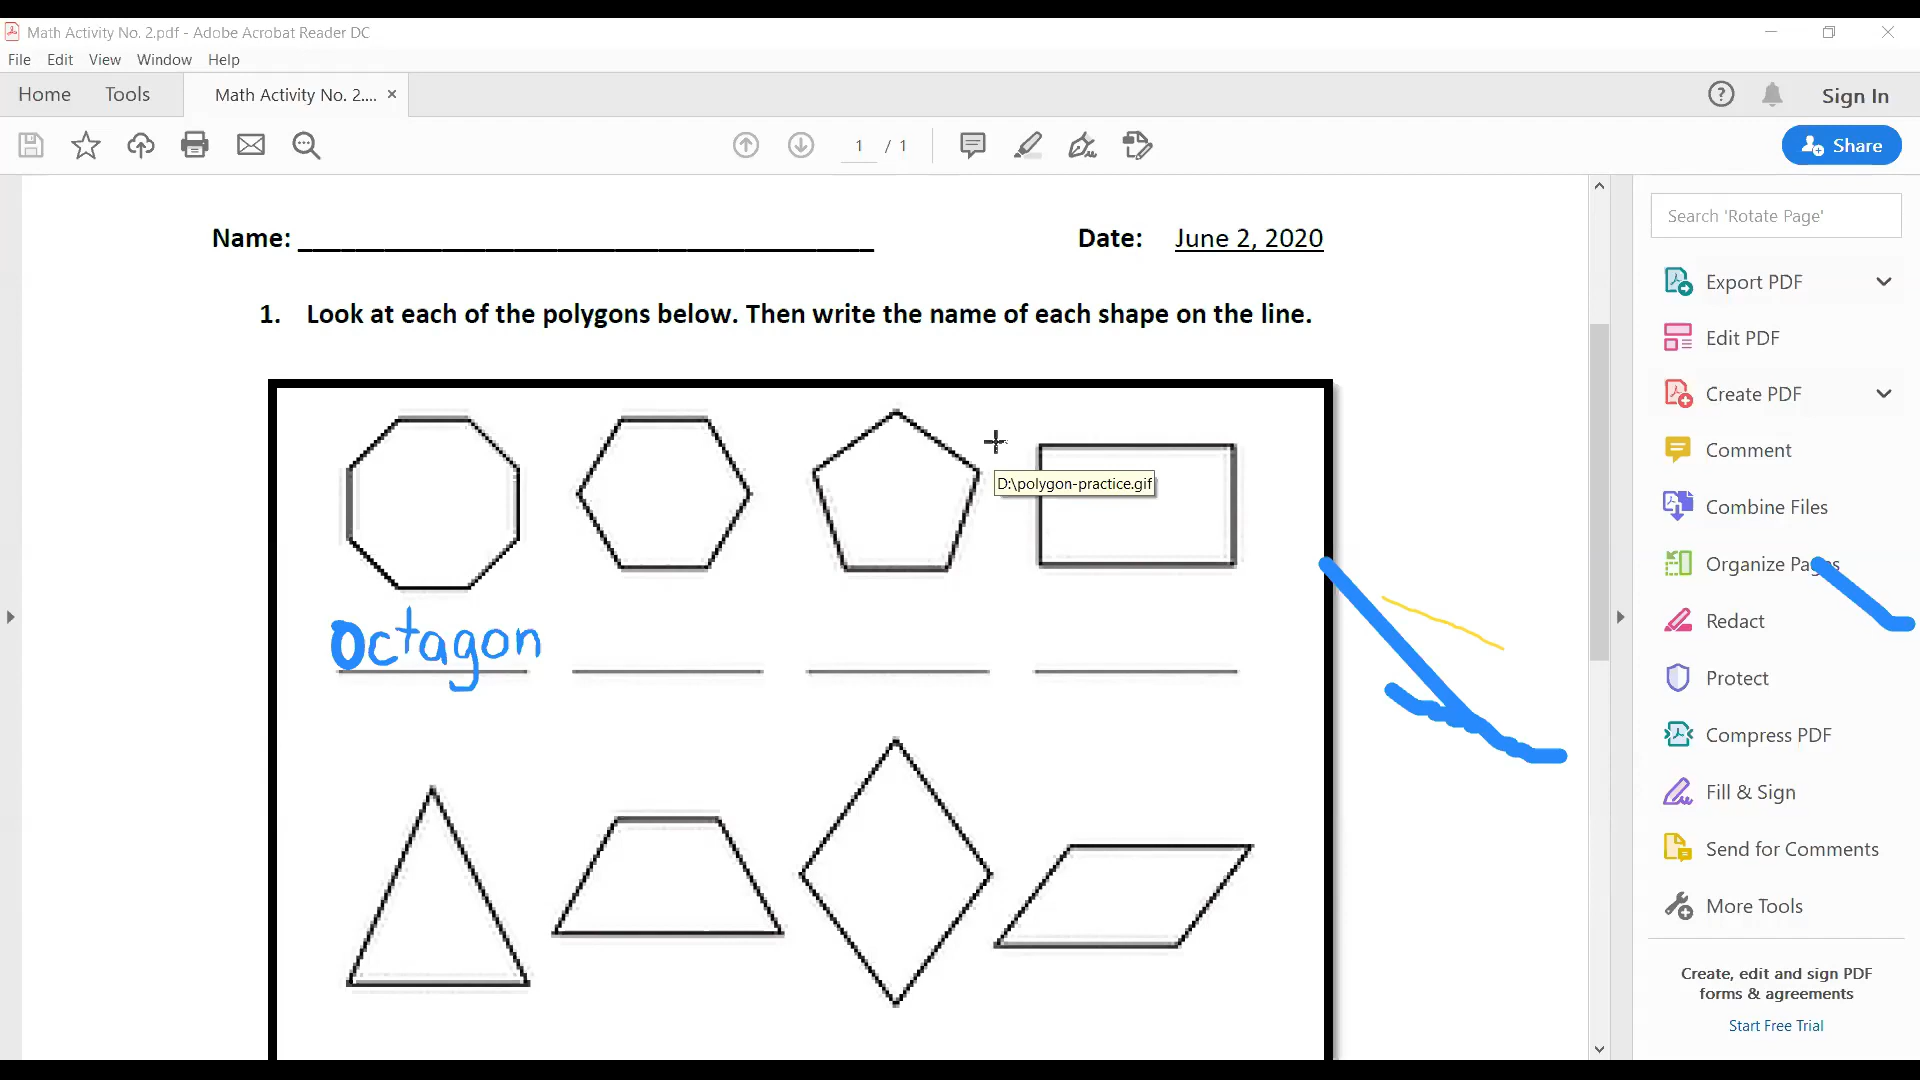 Math Activity No. 2.pdf - Adobe Acrobat Reader DC
File Edit View Window Help
Home Tools Math Activity No. 2.... × Sign In
1 / 1
Share
Name: ________________________________________ Date: June 2, 2020
1. Look at each of the polygons below. Then write the name of each shape on the line.
D:\polygon-practice.gif
Octagon
Search 'Rotate Page'
Export PDF
Edit PDF
Create PDF
Comment
Combine Files
Organize Pages
Redact
Protect
Compress PDF
Fill & Sign
Send for Comments
More Tools
Create, edit and sign PDF
forms & agreements
Start Free Trial